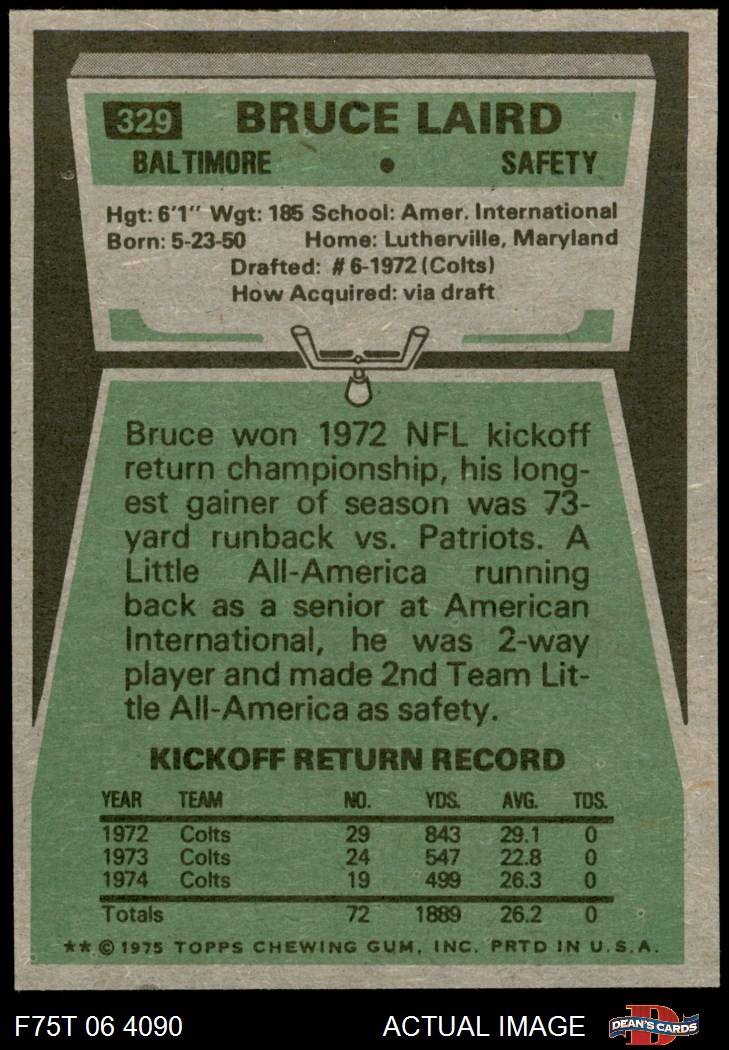 329 BRUCE LAIRD
BALTIMORE • SAFETY
Hgt: 6'1" Wgt: 185 School: Amer. International
Born: 5-23-50 Home: Lutherville, Maryland
Drafted: #6-1972 (Colts)
How Acquired: via draft
Bruce won 1972 NFL kickoff
return championship, his long-
est gainer of season was 73-
yard runback vs. Patriots. A
Little All-America running
back as a senior at American
International, he was 2-way
player and made 2nd Team Lit-
tle All-America as safety.
KICKOFF RETURN RECORD
YEAR TEAM NO. YDS. AVG. TDS.
1972 Colts 29 843 29.1 0
1973 Colts 24 547 22.8 0
1974 Colts 19 499 26.3 0
Totals 72 1889 26.2 0
** © 1975 TOPPS CHEWING GUM, INC. PRTD IN U.S.A.
F75T 06 4090 ACTUAL IMAGE D DEAN'S CARDS